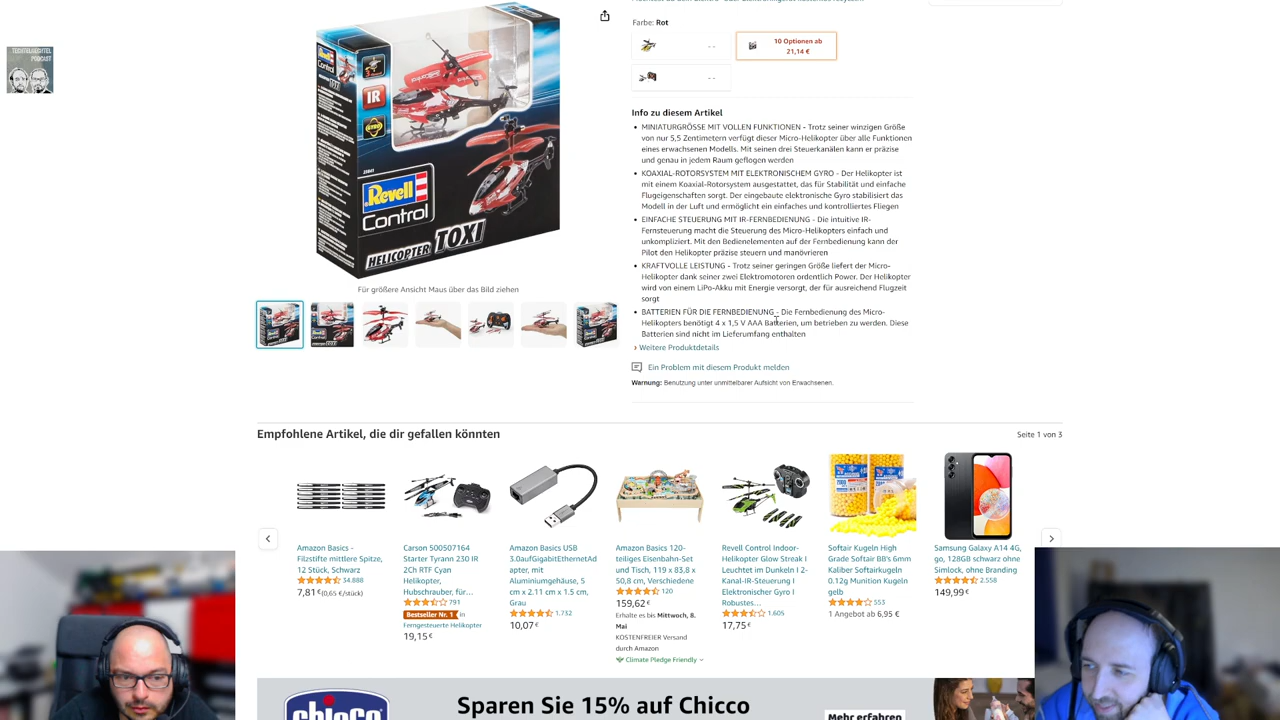 TECHTELMECHTEL
PODCAST
Farbe: Rot
- -
10 Optionen ab
21,14 €
- -
Info zu diesem Artikel
MINIATURGRÖSSE MIT VOLLEN FUNKTIONEN - Trotz seiner winzigen Größe
von nur 5,5 Zentimetern verfügt dieser Micro-Helikopter über alle Funktionen
eines erwachsenen Modells. Mit seinen drei Steuerkanälen kann er präzise
und genau in jedem Raum geflogen werden
KOAXIAL-ROTORSYSTEM MIT ELEKTRONISCHEM GYRO - Der Helikopter ist
mit einem Koaxial-Rotorsystem ausgestattet, das für Stabilität und einfache
Flugeigenschaften sorgt. Der eingebaute elektronische Gyro stabilisiert das
Modell in der Luft und ermöglicht ein einfaches und kontrolliertes Fliegen
EINFACHE STEUERUNG MIT IR-FERNBEDIENUNG - Die intuitive IR-
Fernsteuerung macht die Steuerung des Micro-Helikopters einfach und
unkompliziert. Mit den Bedienelementen auf der Fernbedienung kann der
Pilot den Helikopter präzise steuern und manövrieren
KRAFTVOLLE LEISTUNG - Trotz seiner geringen Größe liefert der Micro-
Helikopter dank seiner zwei Elektromotoren ordentlich Power. Der Helikopter
wird von einem LiPo-Akku mit Energie versorgt, der für ausreichend Flugzeit
sorgt
BATTERIEN FÜR DIE FERNBEDIENUNG - Die Fernbedienung des Micro-
Helikopters benötigt 4 x 1,5 V AAA Batterien, um betrieben zu werden. Diese
Batterien sind nicht im Lieferumfang enthalten
› Weitere Produktdetails
Ein Problem mit diesem Produkt melden
Warnung: Benutzung unter unmittelbarer Aufsicht von Erwachsenen.
Revell
Control
IR
GYRO
Revell
Control
HELICOPTER TOXI
Für größere Ansicht Maus über das Bild ziehen
Empfohlene Artikel, die dir gefallen könnten
Seite 1 von 3
Amazon Basics -
Filzstifte mittlere Spitze,
12 Stück, Schwarz
34.888
7,81 € (0,65 €/stück)
Carson 500507164
Starter Tyrann 230 IR
2Ch RTF Cyan
Helikopter,
Hubschrauber, für…
791
Bestseller Nr. 1 in
Ferngesteuerte Helikopter
19,15 €
Amazon Basics USB
3.0aufGigabitEthernetAd
apter, mit
Aluminiumgehäuse, 5
cm x 2.11 cm x 1.5 cm,
Grau
1.732
10,07 €
Amazon Basics 120-
teiliges Eisenbahn-Set
und Tisch, 119 x 83,8 x
50,8 cm, Verschiedene
120
159,62 €
Erhalte es bis Mittwoch, 8.
Mai
KOSTENFREIER Versand
durch Amazon
Climate Pledge Friendly
Revell Control Indoor-
Helikopter Glow Streak I
Leuchtet im Dunkeln I 2-
Kanal-IR-Steuerung I
Elektronischer Gyro I
Robustes…
1.605
17,75 €
Softair Kugeln High
Grade Softair BB's 6mm
Kaliber Softairkugeln
0.12g Munition Kugeln
gelb
553
1 Angebot ab 6,95 €
Samsung Galaxy A14 4G,
go, 128GB schwarz ohne
Simlock, ohne Branding
2.558
149,99 €
chicco
Sparen Sie 15% auf Chicco
Mehr erfahren